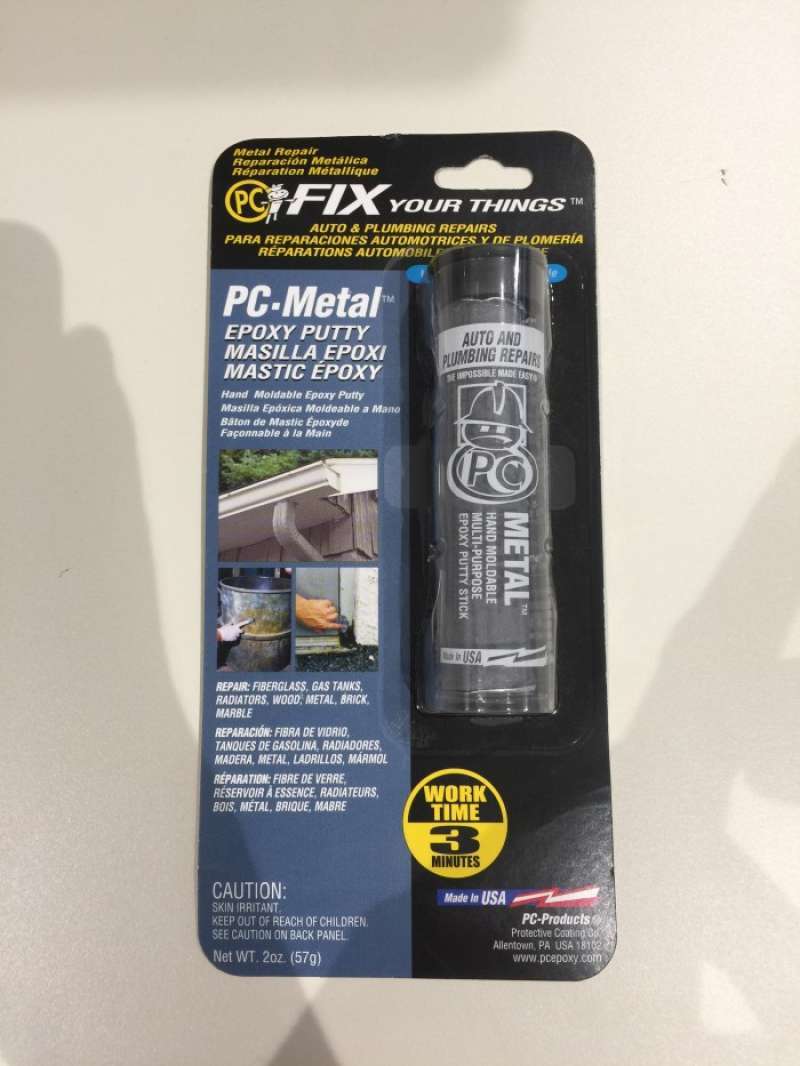 Metal Repair
Reparación Metálica
Réparation Métallique
PC FIX YOUR THINGS™
AUTO & PLUMBING REPAIRS
PARA REPARACIONES AUTOMOTRICES Y DE PLOMERÍA
RÉPARATIONS AUTOMOBILE
PC-Metal™
EPOXY PUTTY
MASILLA EPOXI
MASTIC ÉPOXY
Hand Moldable Epoxy Putty
Masilla Epóxica Moldeable a Mano
Bâton de Mastic Époxyde
Façonnable à la Main
AUTO AND
PLUMBING REPAIRS
THE IMPOSSIBLE MADE EASY®
PC
METAL™
HAND MOLDABLE
MULTI-PURPOSE
EPOXY PUTTY STICK
Made In USA
REPAIR: FIBERGLASS, GAS TANKS,
RADIATORS, WOOD, METAL, BRICK,
MARBLE
REPARACIÓN: FIBRA DE VIDRIO,
TANQUES DE GASOLINA, RADIADORES,
MADERA, METAL, LADRILLOS, MÁRMOL
RÉPARATION: FIBRE DE VERRE,
RÉSERVOIR À ESSENCE, RADIATEURS,
BOIS, MÉTAL, BRIQUE, MABRE
WORK
TIME
3
MINUTES
CAUTION:
SKIN IRRITANT.
KEEP OUT OF REACH OF CHILDREN.
SEE CAUTION ON BACK PANEL.
Net WT. 2oz. (57g)
Made In USA
PC-Products®
Protective Coating Co.
Allentown, PA USA 18102
www.pcepoxy.com